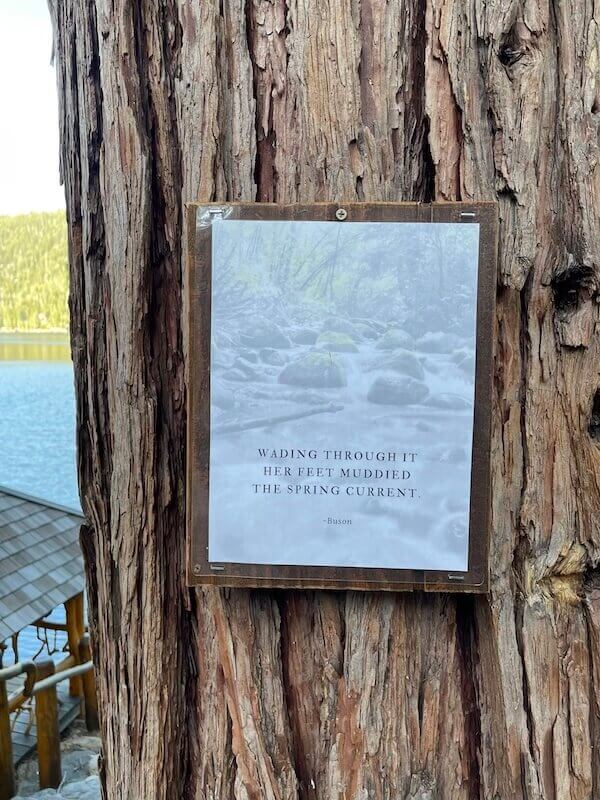 WADING THROUGH IT
HER FEET MUDDIED
THE SPRING CURRENT.
~Buson